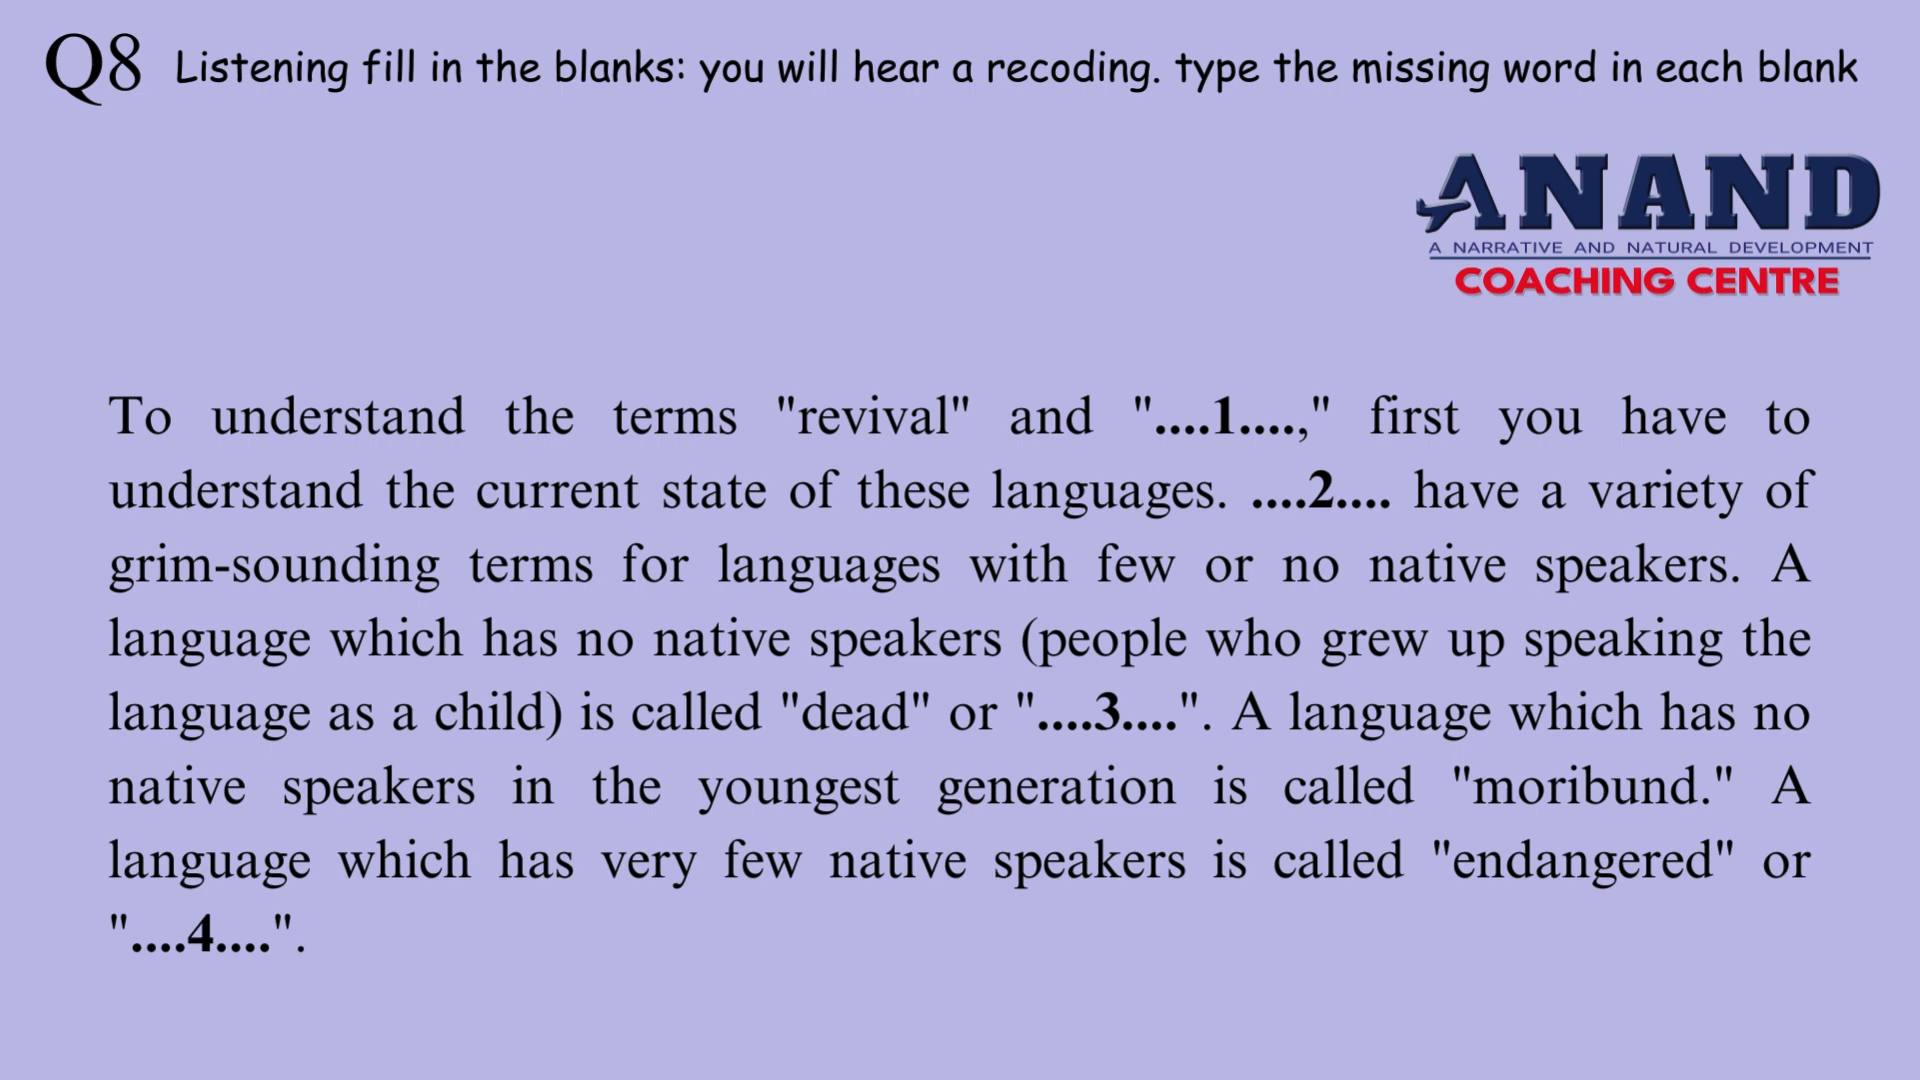 Q8 Listening fill in the blanks: you will hear a recoding. type the missing word in each blank
ANAND
A NARRATIVE AND NATURAL DEVELOPMENT
COACHING CENTRE
To understand the terms "revival" and "....1....," first you have to
understand the current state of these languages. ....2.... have a variety of
grim-sounding terms for languages with few or no native speakers. A
language which has no native speakers (people who grew up speaking the
language as a child) is called "dead" or "....3....". A language which has no
native speakers in the youngest generation is called "moribund." A
language which has very few native speakers is called "endangered" or
"....4....".